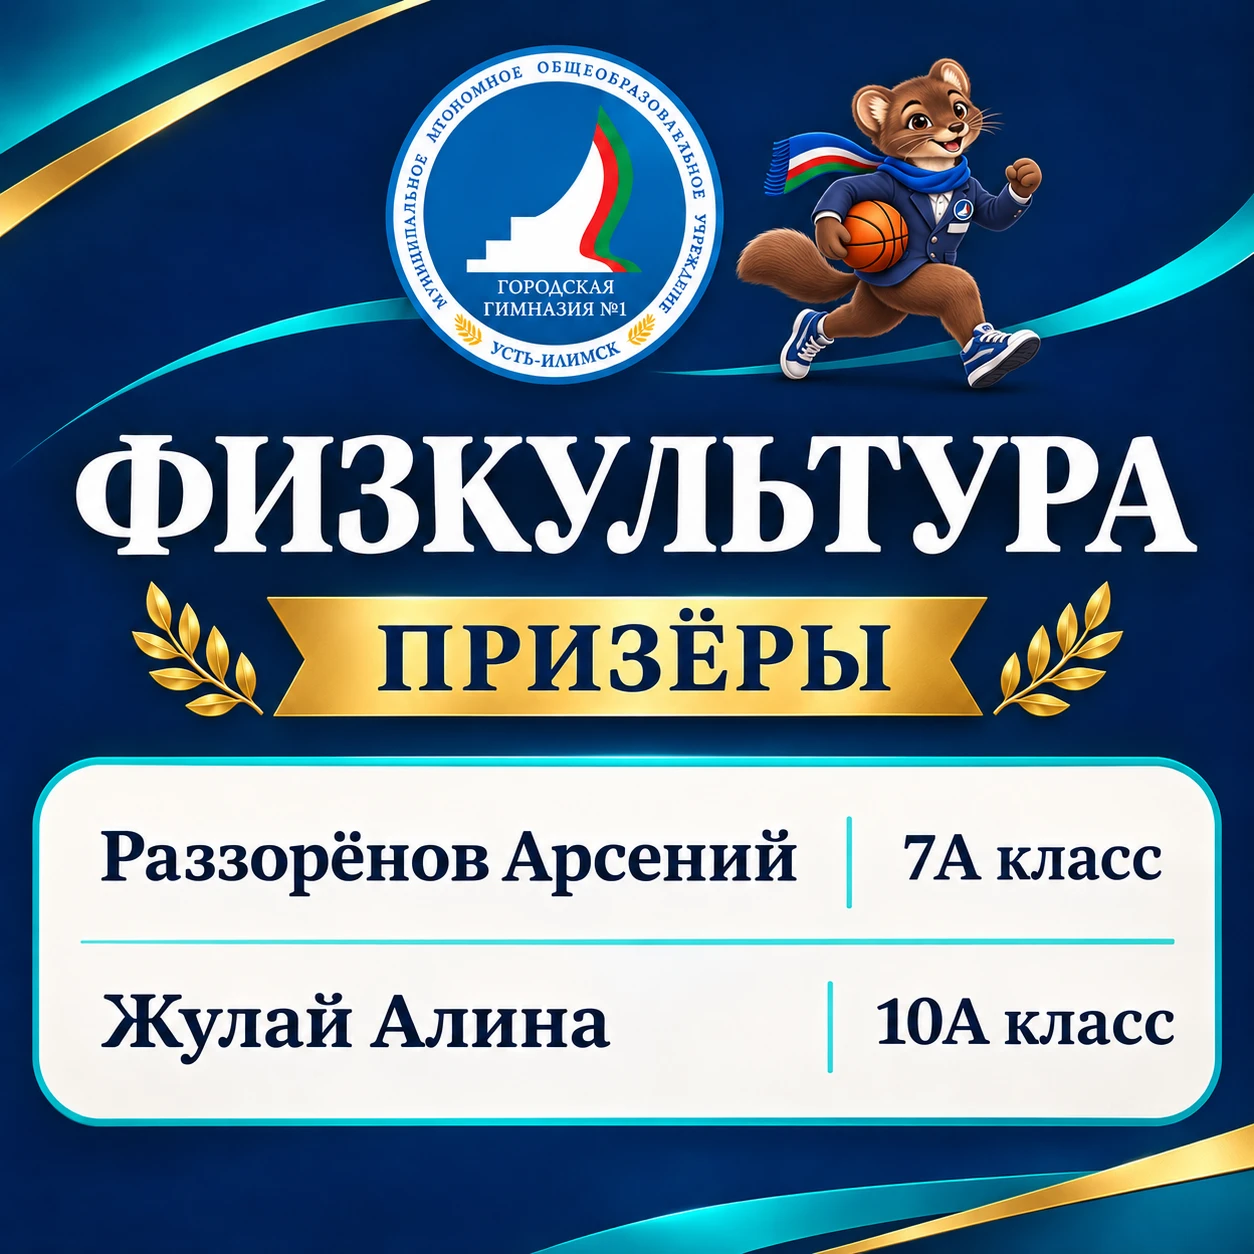 МУНИЦИПАЛЬНОЕ АВТОНОМНОЕ ОБЩЕОБРАЗОВАТЕЛЬНОЕ УЧРЕЖДЕНИЕ
ГОРОДСКАЯ
ГИМНАЗИЯ №1
УСТЬ-ИЛИМСК
ФИЗКУЛЬТУРА
ПРИЗЁРЫ
Раззорёнов Арсений 7А класс
Жулай Алина 10А класс